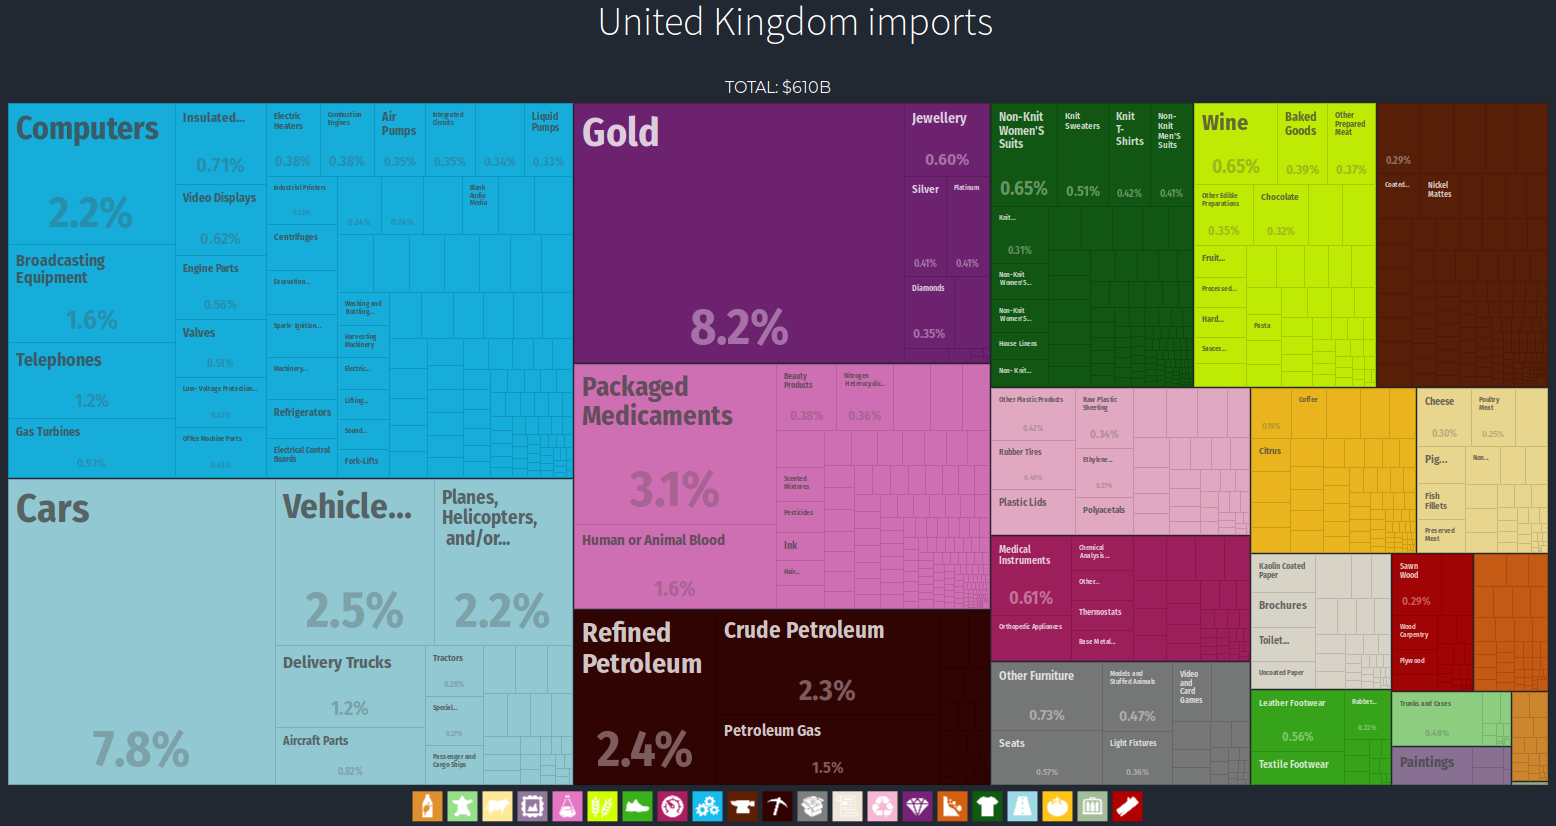 United Kingdom imports
TOTAL: $610B
Computers
2.2%
Broadcasting
Equipment
1.6%
Telephones
1.2%
Gas Turbines
0.93%
Insulated...
0.71%
Video Displays
0.62%
Engine Parts
0.56%
Valves
0.51%
Low- Voltage Protection...
0.43%
Office Machine Parts
0.42%
Electric
Heaters
0.38%
Combustion
Engines
0.38%
Air
Pumps
0.35%
Integrated
Circuits
0.35%
0.34%
Liquid
Pumps
0.33%
Industrial Printers
0.24%
0.24%
Blank
Audio
Media
Centrifuges
Excavation...
Spark- Ignition...
Machinery...
Refrigerators
Electrical Control
Boards
Washing and
Bottling...
Harvesting
Machinery
Electric...
Lifting...
Sound...
Fork-Lifts
Cars
7.8%
Vehicle...
2.5%
Planes,
Helicopters,
and/or...
2.2%
Delivery Trucks
1.2%
Aircraft Parts
0.82%
Tractors
0.28%
Special...
0.27%
Passenger and
Cargo Ships
Gold
8.2%
Jewellery
0.60%
Silver
0.41%
Platinum
0.41%
Diamonds
0.35%
Packaged
Medicaments
3.1%
Human or Animal Blood
1.6%
Beauty
Products
0.38%
Nitrogen
Heterocyclic...
0.36%
Scented
Mixtures
Pesticides
Ink
Hair...
Refined
Petroleum
2.4%
Crude Petroleum
2.3%
Petroleum Gas
1.5%
Non-Knit
Women'S
Suits
0.65%
Knit
Sweaters
0.51%
Knit
T-
Shirts
0.42%
Non-
Knit
Men'S
Suits
0.41%
Knit...
0.31%
Non-Knit
Women'S...
Non-Knit
Women'S...
House Linens
Non- Knit...
Wine
0.65%
Baked
Goods
0.39%
Other
Prepared
Meat
0.37%
Other Edible
Preparations
0.35%
Chocolate
0.32%
Fruit...
Processed...
Hard...
Sauces...
Pasta
0.29%
Coated...
Nickel
Mattes
Other Plastic Products
0.42%
Raw Plastic
Sheeting
0.34%
Rubber Tires
0.40%
Ethylene...
0.27%
Plastic Lids
Polyacetals
0.19%
Coffee
Citrus
Cheese
0.30%
Poultry
Meat
0.25%
Pig...
Non...
Fish
Fillets
Preserved
Meat
Medical
Instruments
0.61%
Orthopedic Appliances
Chemical
Analysis...
Other...
Thermostats
Base Metal...
Kaolin Coated
Paper
Brochures
Toilet...
Uncoated Paper
Sawn
Wood
0.29%
Wood
Carpentry
Plywood
Other Furniture
0.73%
Seats
0.57%
Models and
Stuffed Animals
0.47%
Light Fixtures
0.36%
Video
and
Card
Games
Leather Footwear
0.56%
Rubber...
0.22%
Textile Footwear
Trunks and Cases
0.48%
Paintings